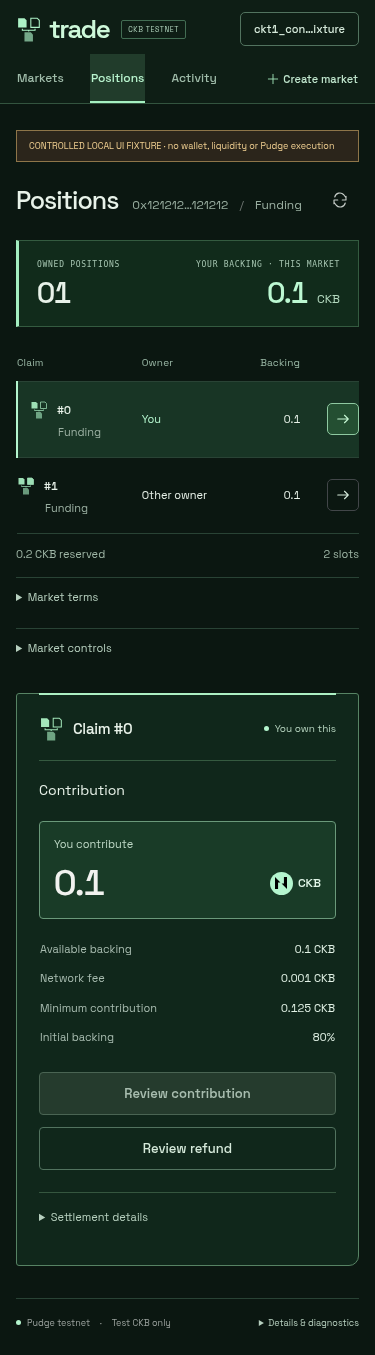 trade
CKB TESTNET
ckt1_con...ixture
Markets Positions Activity + Create market
CONTROLLED LOCAL UI FIXTURE · no wallet, liquidity or Pudge execution
Positions 0x121212...121212 / Funding
OWNED POSITIONS YOUR BACKING · THIS MARKET
01 0.1 CKB
Claim Owner Backing
#0 You 0.1 →
Funding
#1 Other owner 0.1 →
Funding
0.2 CKB reserved 2 slots
Market terms
Market controls
Claim #0 You own this
Contribution
You contribute
0.1 CKB
Available backing 0.1 CKB
Network fee 0.001 CKB
Minimum contribution 0.125 CKB
Initial backing 80%
Review contribution
Review refund
Settlement details
Pudge testnet · Test CKB only Details & diagnostics